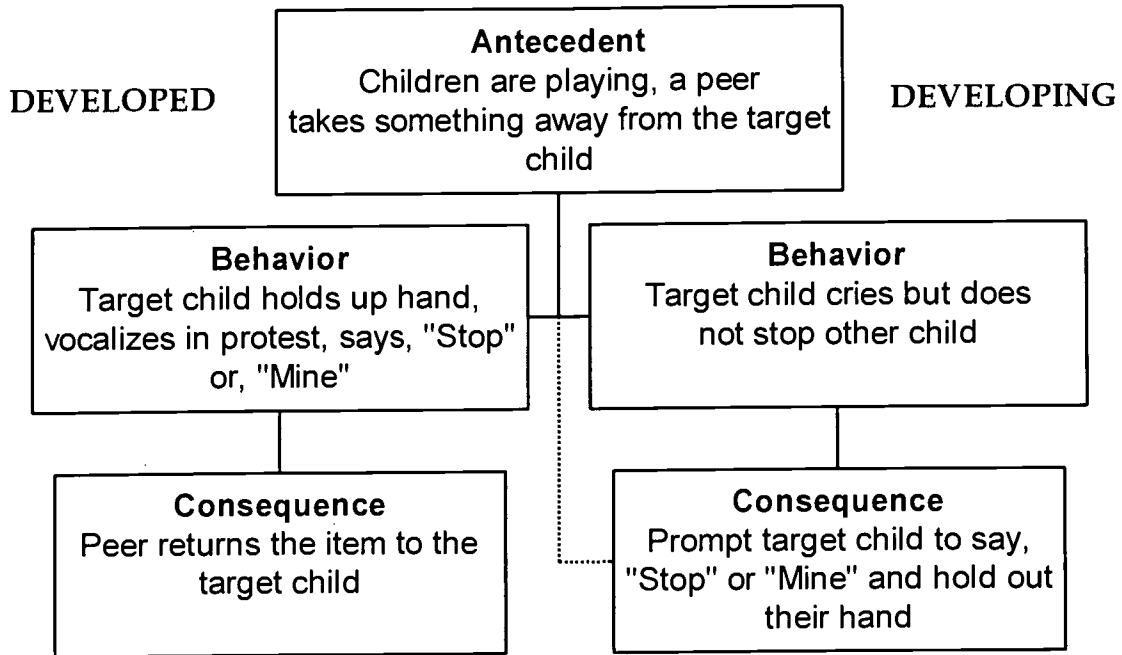 Antecedent
Children are playing, a peer
takes something away from the target
child
DEVELOPED
DEVELOPING
Behavior
Target child holds up hand,
vocalizes in protest, says, "Stop"
or, "Mine"
Behavior
Target child cries but does
not stop other child
Consequence
Peer returns the item to the
target child
Consequence
Prompt target child to say,
"Stop" or "Mine" and hold out
their hand